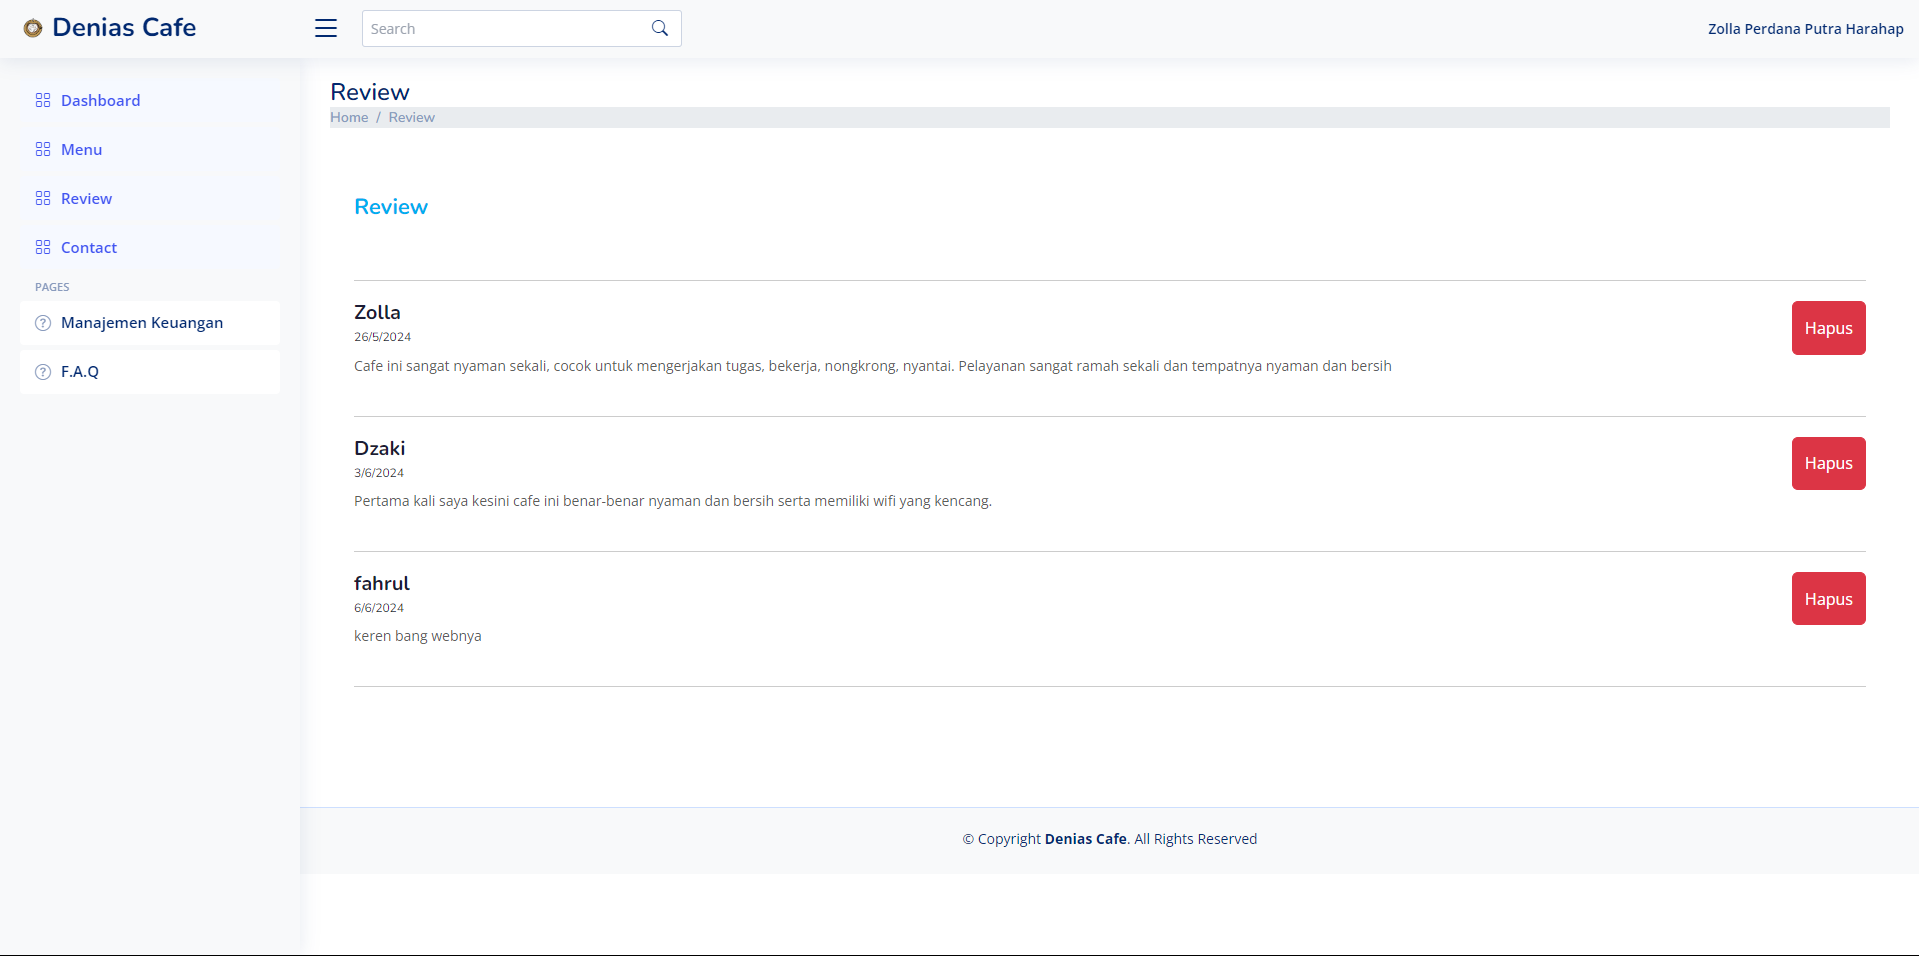 Denias Cafe
Search
Zolla Perdana Putra Harahap
Dashboard
Menu
Review
Contact
PAGES
Manajemen Keuangan
F.A.Q
Review
Home / Review
Review
Zolla
26/5/2024
Cafe ini sangat nyaman sekali, cocok untuk mengerjakan tugas, bekerja, nongkrong, nyantai. Pelayanan sangat ramah sekali dan tempatnya nyaman dan bersih
Hapus
Dzaki
3/6/2024
Pertama kali saya kesini cafe ini benar-benar nyaman dan bersih serta memiliki wifi yang kencang.
Hapus
fahrul
6/6/2024
keren bang webnya
Hapus
© Copyright Denias Cafe. All Rights Reserved